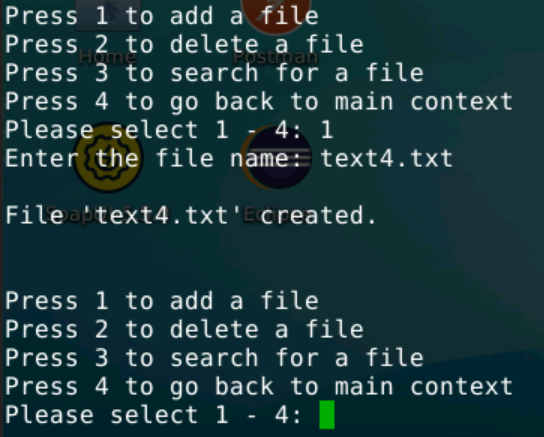 Press 1 to add a file
Press 2 to delete a file
Home
Postman
Press 3 to search for a file
Press 4 to go back to main context
Please select 1 - 4: 1
Enter the file name: text4.txt
File 'text4.txt' created.
Press 1 to add a file
Press 2 to delete a file
Press 3 to search for a file
Press 4 to go back to main context
Please select 1 - 4: